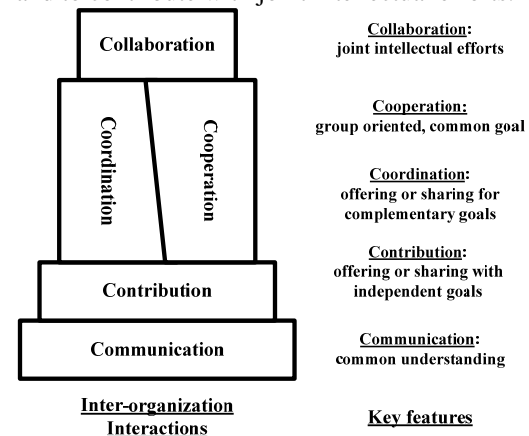 Collaboration
Coordination
Cooperation
Contribution
Communication
Inter-organization
Interactions
Collaboration:
joint intellectual efforts
Cooperation:
group oriented, common goal
Coordination:
offering or sharing for
complementary goals
Contribution:
offering or sharing with
independent goals
Communication:
common understanding
Key features